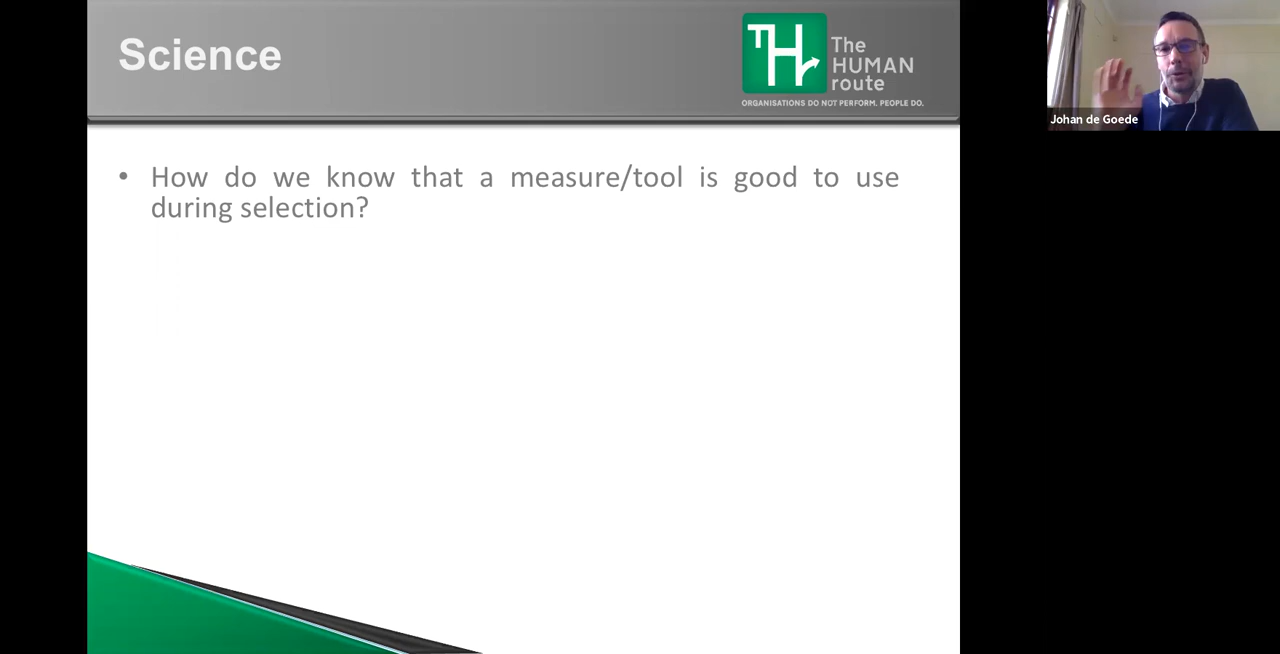 Science
TH
The
HUMAN
route
ORGANISATIONS DO NOT PERFORM. PEOPLE DO.
Johan de Goede
• How do we know that a measure/tool is good to use
during selection?